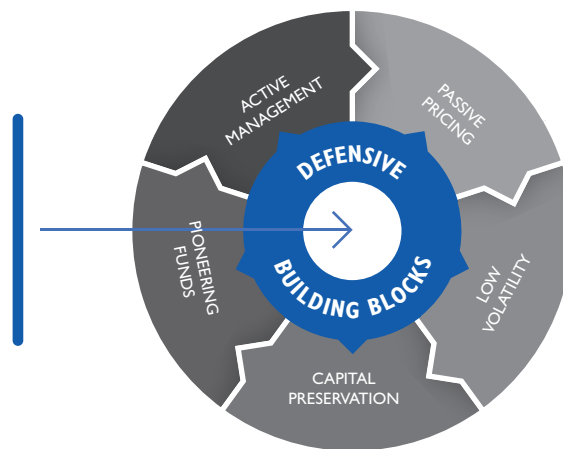 ACTIVE
MANAGEMENT
PASSIVE
PRICING
DEFENSIVE
BUILDING BLOCKS
PIONEERING
FUNDS
LOW
VOLATILITY
CAPITAL
PRESERVATION